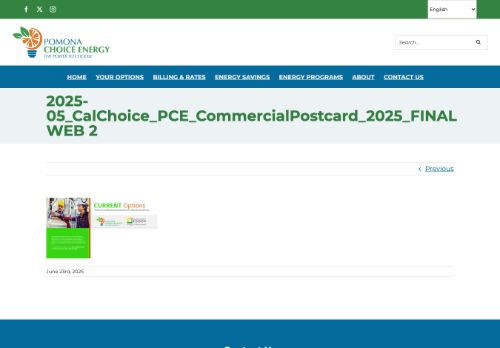 English
POMONA
CHOICE ENERGY
THE POWER TO CHOOSE
Search...
HOME YOUR OPTIONS BILLING & RATES ENERGY SAVINGS ENERGY PROGRAMS ABOUT CONTACT US
2025-
05_CalChoice_PCE_CommercialPostcard_2025_FINAL
WEB 2
Previous
CURRENT Options
June 23rd, 2025